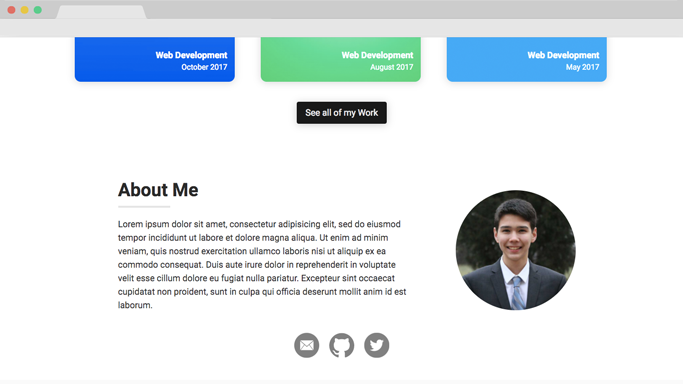 Web Development
October 2017
Web Development
August 2017
Web Development
May 2017
See all of my Work
About Me
Lorem ipsum dolor sit amet, consectetur adipisicing elit, sed do eiusmod
tempor incididunt ut labore et dolore magna aliqua. Ut enim ad minim
veniam, quis nostrud exercitation ullamco laboris nisi ut aliquip ex ea
commodo consequat. Duis aute irure dolor in reprehenderit in voluptate
velit esse cillum dolore eu fugiat nulla pariatur. Excepteur sint occaecat
cupidatat non proident, sunt in culpa qui officia deserunt mollit anim id est
laborum.